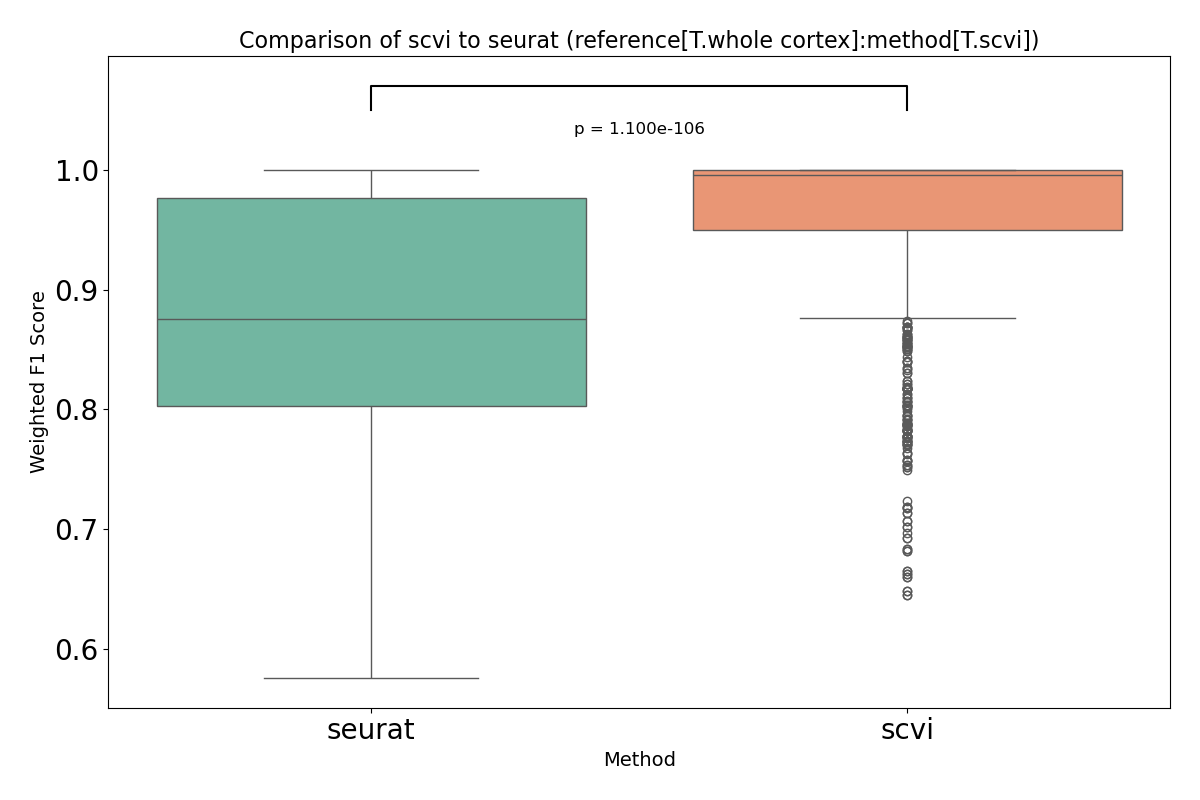 Comparison of scvi to seurat (reference[T.whole cortex]:method[T.scvi])
p = 1.100e-106
1.0
0.9
0.8
0.7
0.6
Weighted F1 Score
seurat
scvi
Method